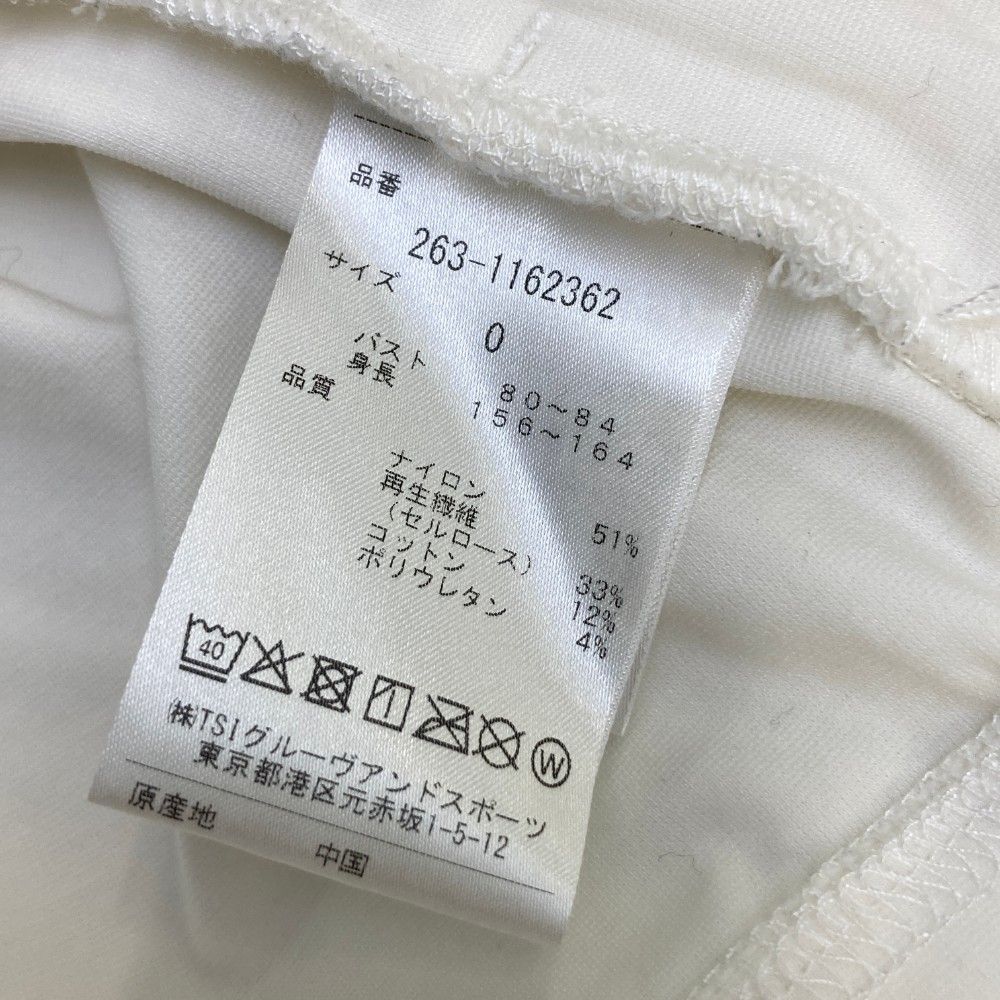 品番
263-1162362
サイズ
0
バスト 80~84
身長 156~164
品質
ナイロン 51%
再生繊維
(セルロース) 33%
コットン 12%
ポリウレタン 4%
40
W
㈱TSIグルーヴアンドスポーツ
東京都港区元赤坂1-5-12
原産地
中国